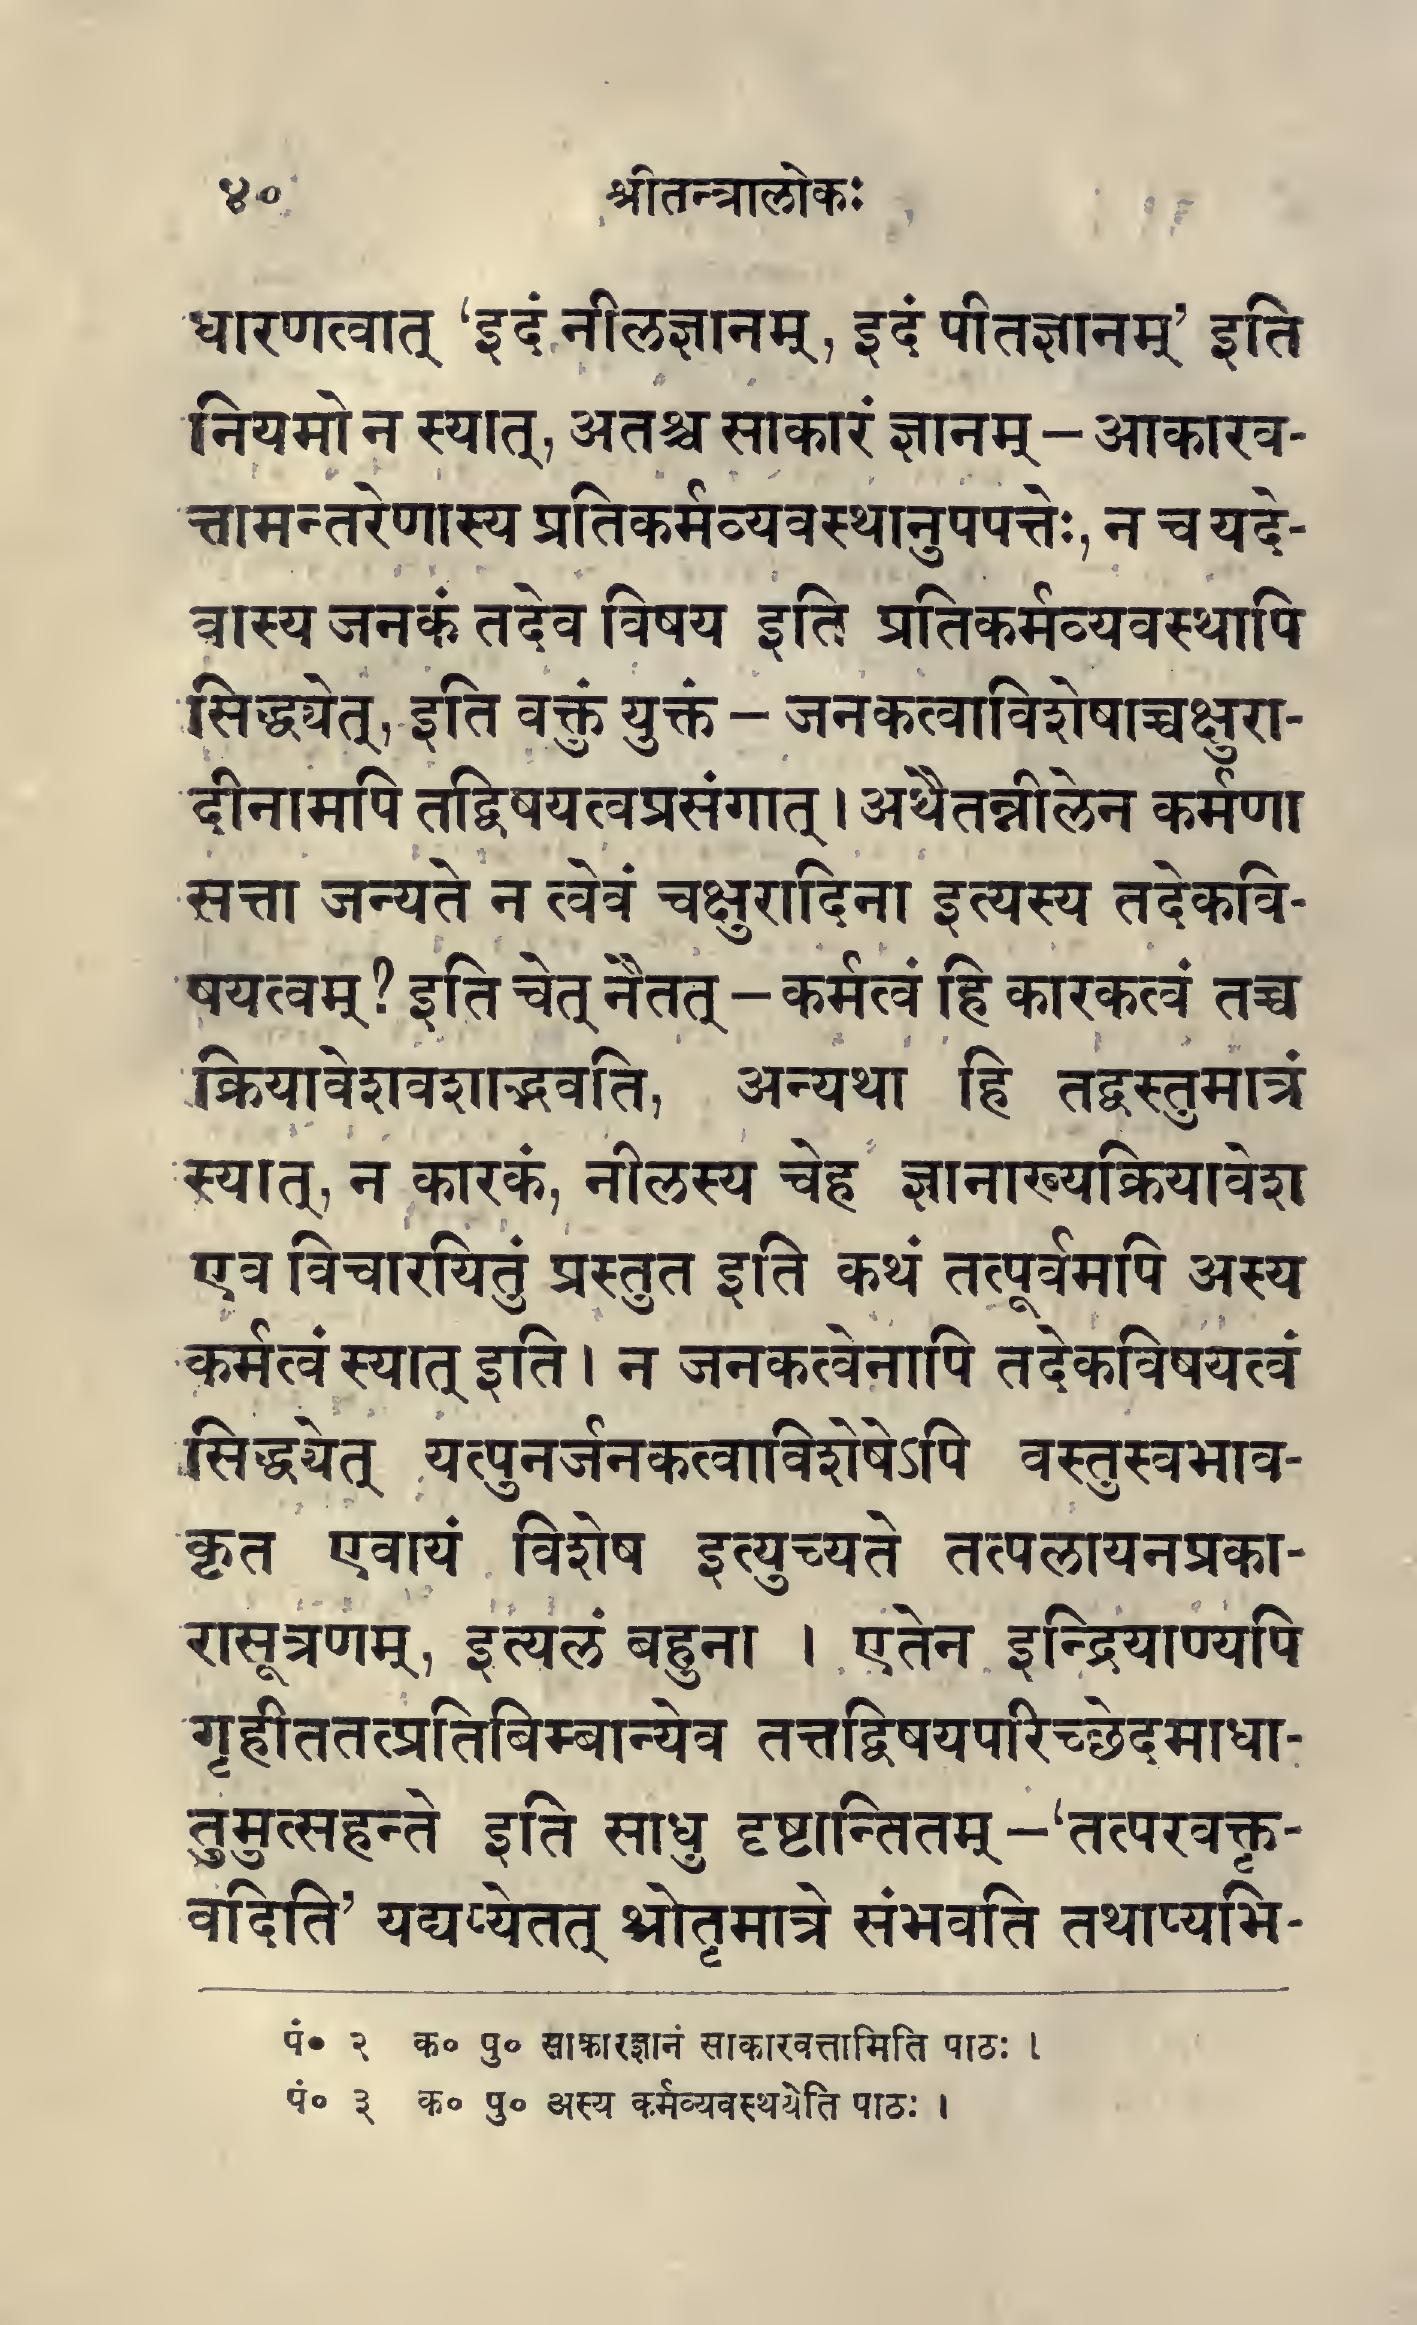 ४०
श्रीतन्त्रालोकः
धारणत्वात् ‘इदं नीलज्ञानम्, इदं पीतज्ञानम्’ इति
नियमो न स्यात्, अतश्च साकारं ज्ञानम् – आकारव-
त्तामन्तरेणास्य प्रतिकर्मव्यवस्थानुपपत्तेः, न च यदे-
वास्य जनकं तदेव विषय इति प्रतिकर्मव्यवस्थापि
सिद्ध्येत्, इति वक्तुं युक्तं – जनकत्वाविशेषाच्चक्षुरा-
दीनामपि तद्विषयत्वप्रसंगात् । अथैतन्नीलेन कर्मणा
सत्ता जन्यते न त्वेवं चक्षुरादिना इत्यस्य तदेकवि-
षयत्वम् ? इति चेत् नैतत् – कर्मत्वं हि कारकत्वं तच्च
क्रियावेशवशाद्भवति, अन्यथा हि तद्वस्तुमात्रं
स्यात्, न कारकं, नीलस्य चेह ज्ञानाख्यक्रियावेश
एव विचारयितुं प्रस्तुत इति कथं तत्पूर्वमपि अस्य
कर्मत्वं स्यात् इति । न जनकत्वेनापि तदेकविषयत्वं
सिद्ध्येत् यत्पुनर्जनकत्वाविशेषेऽपि वस्तुस्वभाव-
कृत एवायं विशेष इत्युच्यते तत्पलायनप्रका-
रासूत्रणम्, इत्यलं बहुना । एतेन इन्द्रियाण्यपि
गृहीततत्प्रतिबिम्बान्येव तत्तद्विषयपरिच्छेदमाधा-
तुमुत्सहन्ते इति साधु दृष्टान्तितम् –‘तत्परवक्तृ-
वदिति’ यद्यप्येतत् श्रोतृमात्रे संभवति तथाप्यभि-
पं० २ क० पु० साकारज्ञानं साकारवत्तामिति पाठः ।
पं० ३ क० पु० अस्य कर्मव्यवस्थयेति पाठः ।